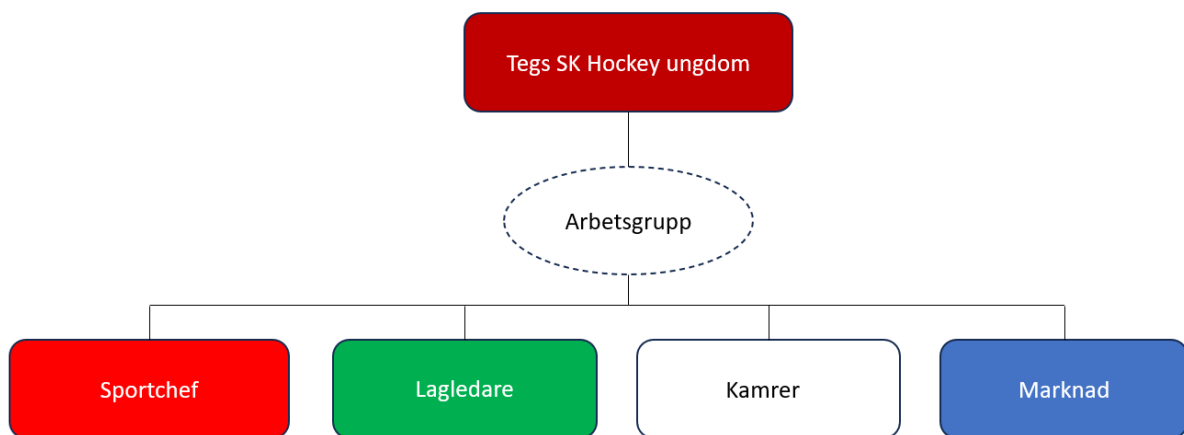 Tegs SK Hockey ungdom
Arbetsgrupp
Sportchef
Lagledare
Kamrer
Marknad